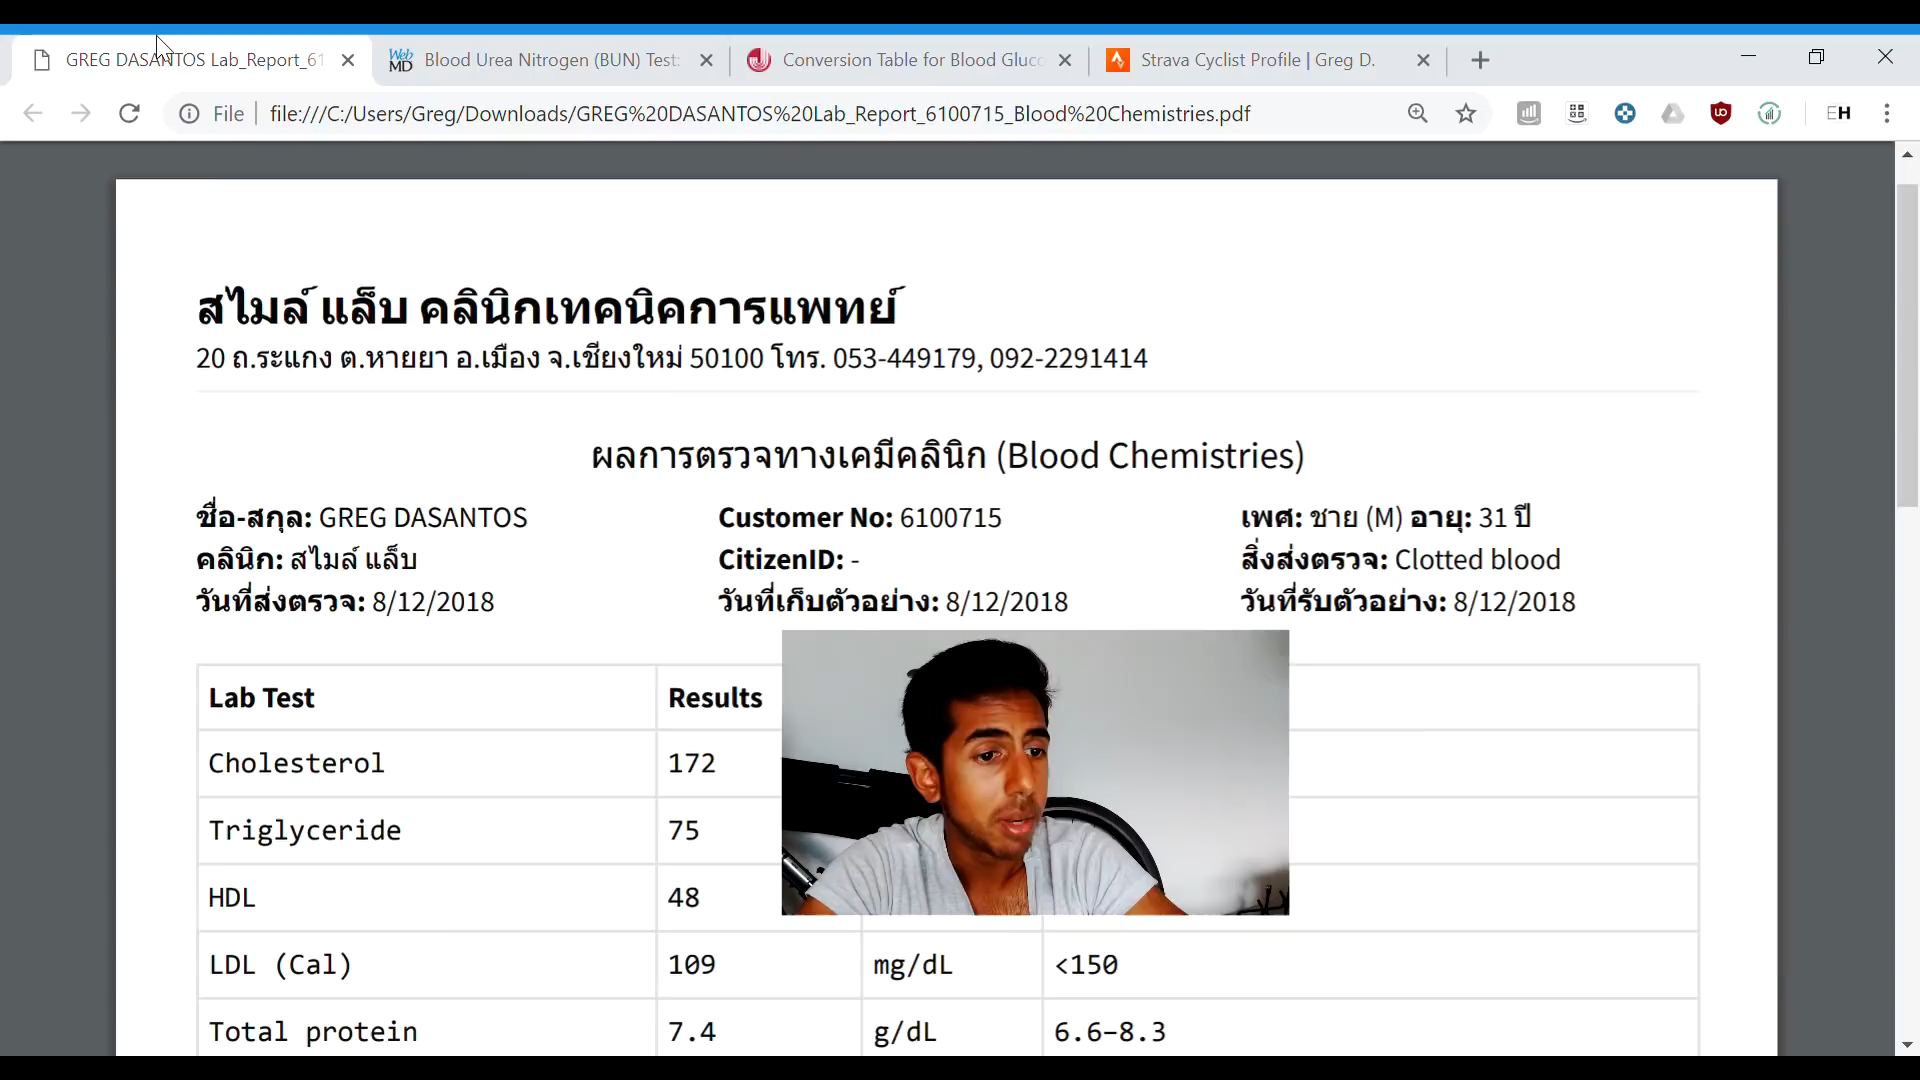 GREG DASANTOS Lab_Report_61
WebMD Blood Urea Nitrogen (BUN) Test:
Conversion Table for Blood Gluc
Strava Cyclist Profile | Greg D.
File file:///C:/Users/Greg/Downloads/GREG%20DASANTOS%20Lab_Report_6100715_Blood%20Chemistries.pdf
EH
สไมล์ แล็บ คลินิกเทคนิคการแพทย์
20 ถ.ระแกง ต.หายยา อ.เมือง จ.เชียงใหม่ 50100 โทร. 053-449179, 092-2291414
ผลการตรวจทางเคมีคลินิก (Blood Chemistries)
ชื่อ-สกุล: GREG DASANTOS Customer No: 6100715 เพศ: ชาย (M) อายุ: 31 ปี
คลินิก: สไมล์ แล็บ CitizenID: - สิ่งส่งตรวจ: Clotted blood
วันที่ส่งตรวจ: 8/12/2018 วันที่เก็บตัวอย่าง: 8/12/2018 วันที่รับตัวอย่าง: 8/12/2018
Lab Test Results
Cholesterol 172
Triglyceride 75
HDL 48
LDL (Cal) 109 mg/dL <150
Total protein 7.4 g/dL 6.6–8.3